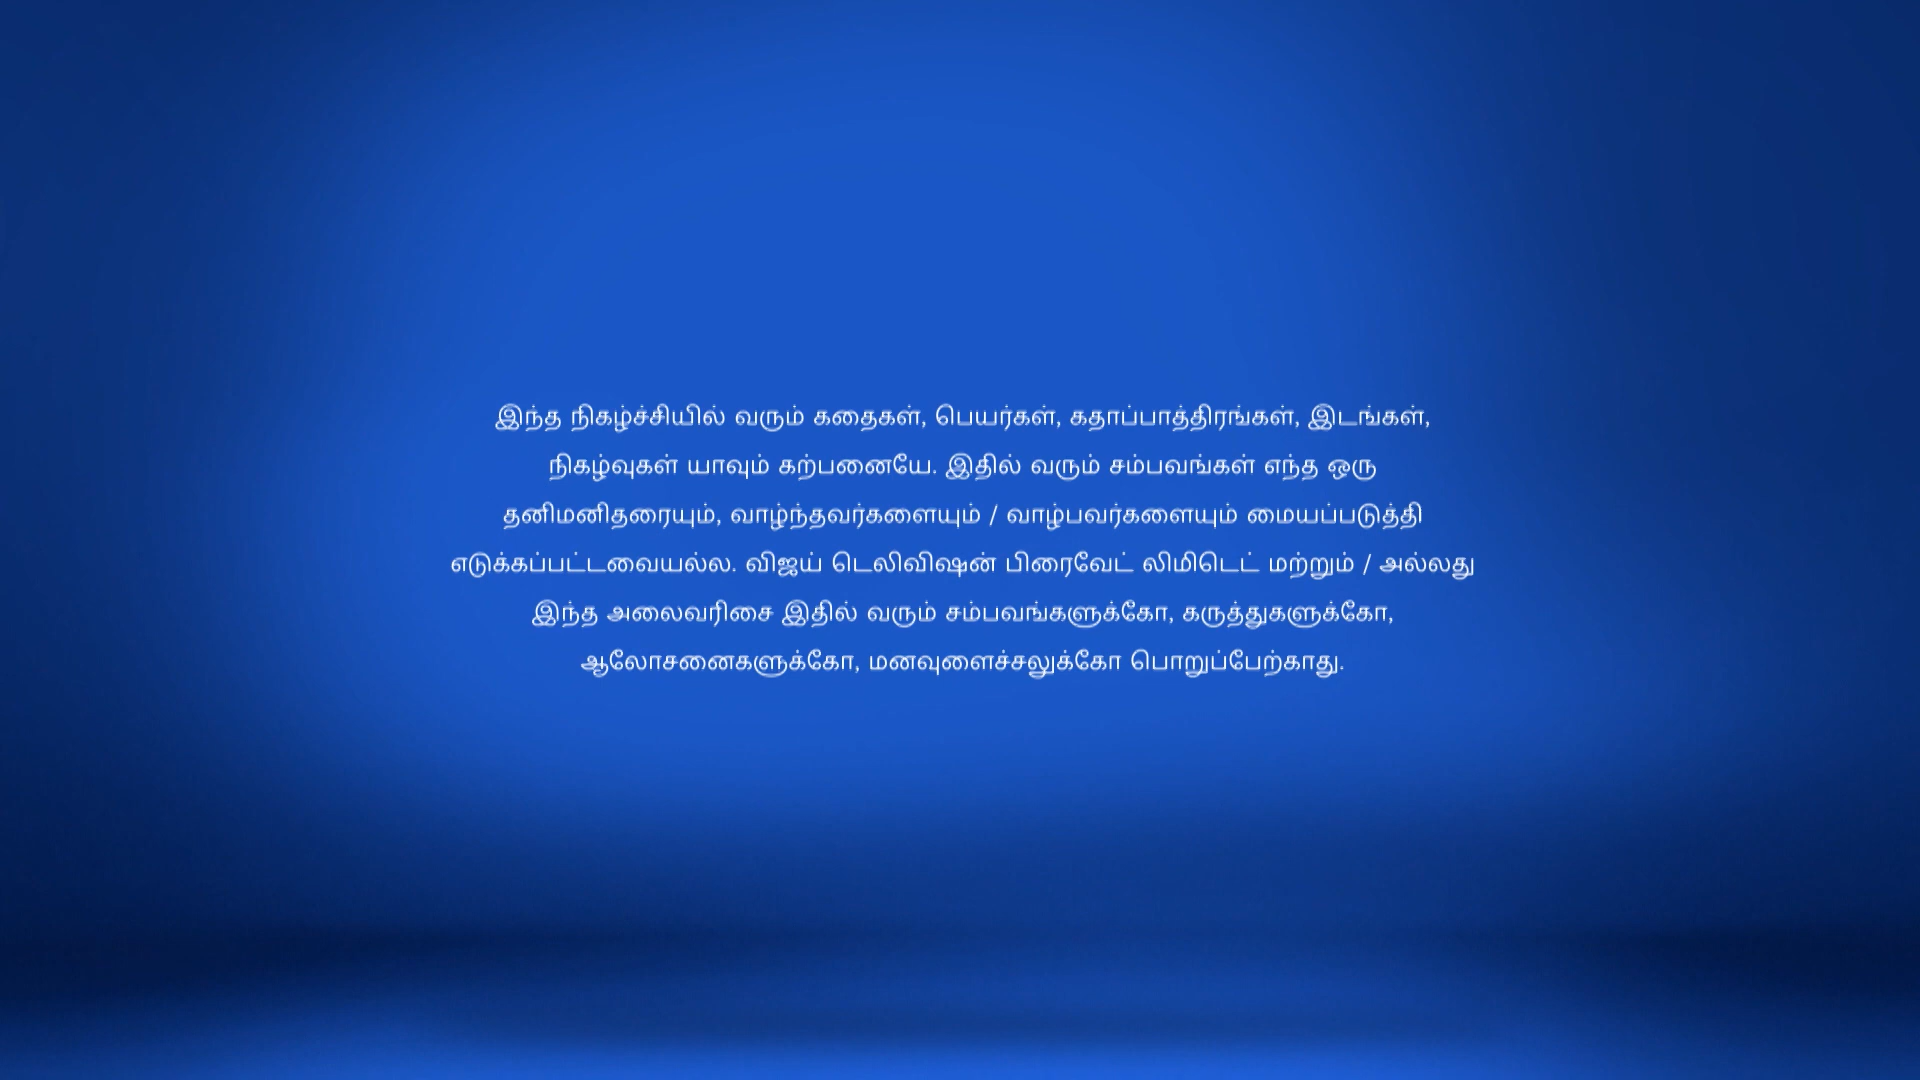 இந்த நிகழ்ச்சியில் வரும் கதைகள், பெயர்கள், கதாப்பாத்திரங்கள், இடங்கள்,
நிகழ்வுகள் யாவும் கற்பனையே. இதில் வரும் சம்பவங்கள் எந்த ஒரு
தனிமனிதரையும், வாழ்ந்தவர்களையும் / வாழ்பவர்களையும் மையப்படுத்தி
எடுக்கப்பட்டவையல்ல. விஜய் டெலிவிஷன் பிரைவேட் லிமிடெட் மற்றும் / அல்லது
இந்த அலைவரிசை இதில் வரும் சம்பவங்களுக்கோ, கருத்துகளுக்கோ,
ஆலோசனைகளுக்கோ, மனவுளைச்சலுக்கோ பொறுப்பேற்காது.